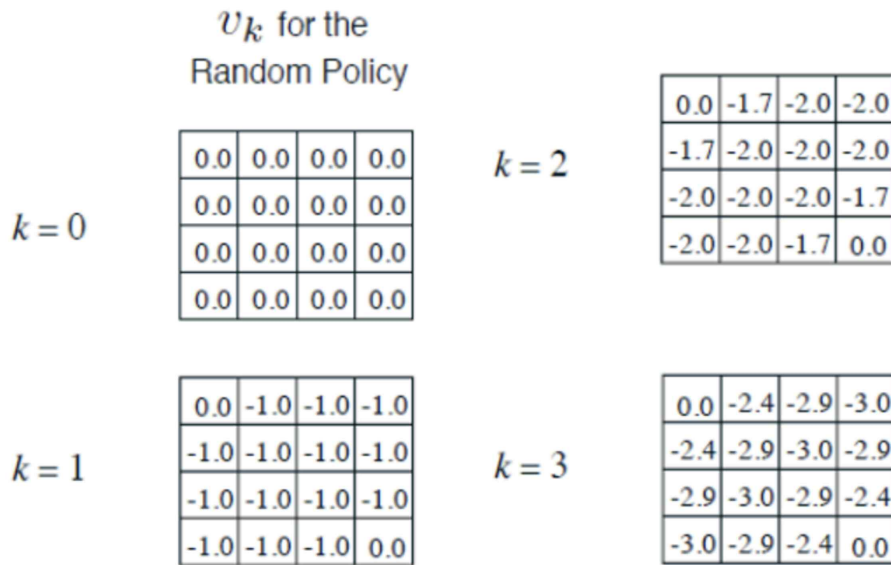 v_k for the
Random Policy
k = 0
0.0 0.0 0.0 0.0
0.0 0.0 0.0 0.0
0.0 0.0 0.0 0.0
0.0 0.0 0.0 0.0
k = 1
0.0 -1.0 -1.0 -1.0
-1.0 -1.0 -1.0 -1.0
-1.0 -1.0 -1.0 -1.0
-1.0 -1.0 -1.0 0.0
k = 2
0.0 -1.7 -2.0 -2.0
-1.7 -2.0 -2.0 -2.0
-2.0 -2.0 -2.0 -1.7
-2.0 -2.0 -1.7 0.0
k = 3
0.0 -2.4 -2.9 -3.0
-2.4 -2.9 -3.0 -2.9
-2.9 -3.0 -2.9 -2.4
-3.0 -2.9 -2.4 0.0